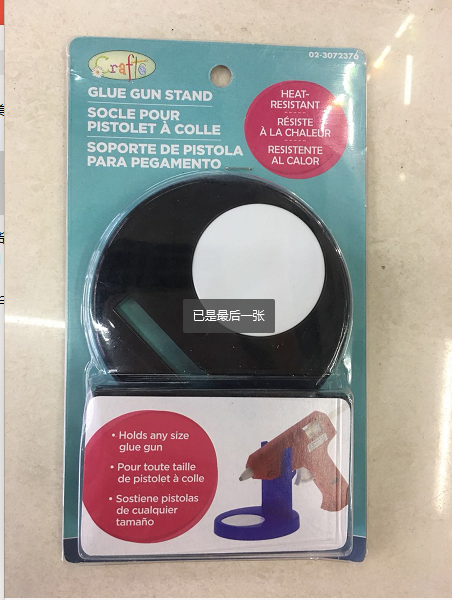 Crafts
02-3072376
GLUE GUN STAND
SOCLE POUR
PISTOLET À COLLE
SOPORTE DE PISTOLA
PARA PEGAMENTO
HEAT-
RESISTANT
RÉSISTE
À LA CHALEUR
RESISTENTE
AL CALOR
已是最后一张
• Holds any size
glue gun
• Pour toute taille
de pistolet à colle
• Sostiene pistolas
de cualquier
tamaño